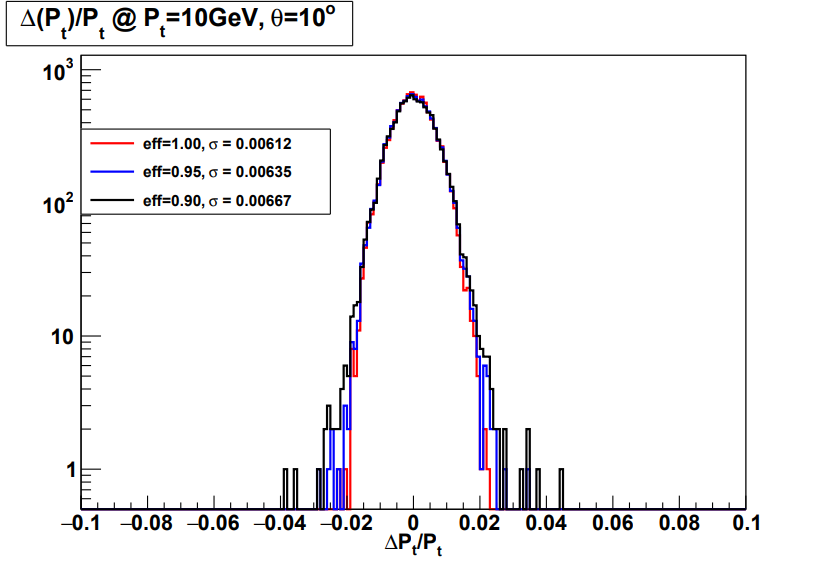 Δ(Pt)/Pt @ Pt=10GeV, θ=10°
10³
eff=1.00, σ = 0.00612
eff=0.95, σ = 0.00635
eff=0.90, σ = 0.00667
10²
10
1
−0.1 −0.08 −0.06 −0.04 −0.02 0 0.02 0.04 0.06 0.08 0.1
ΔPt/Pt